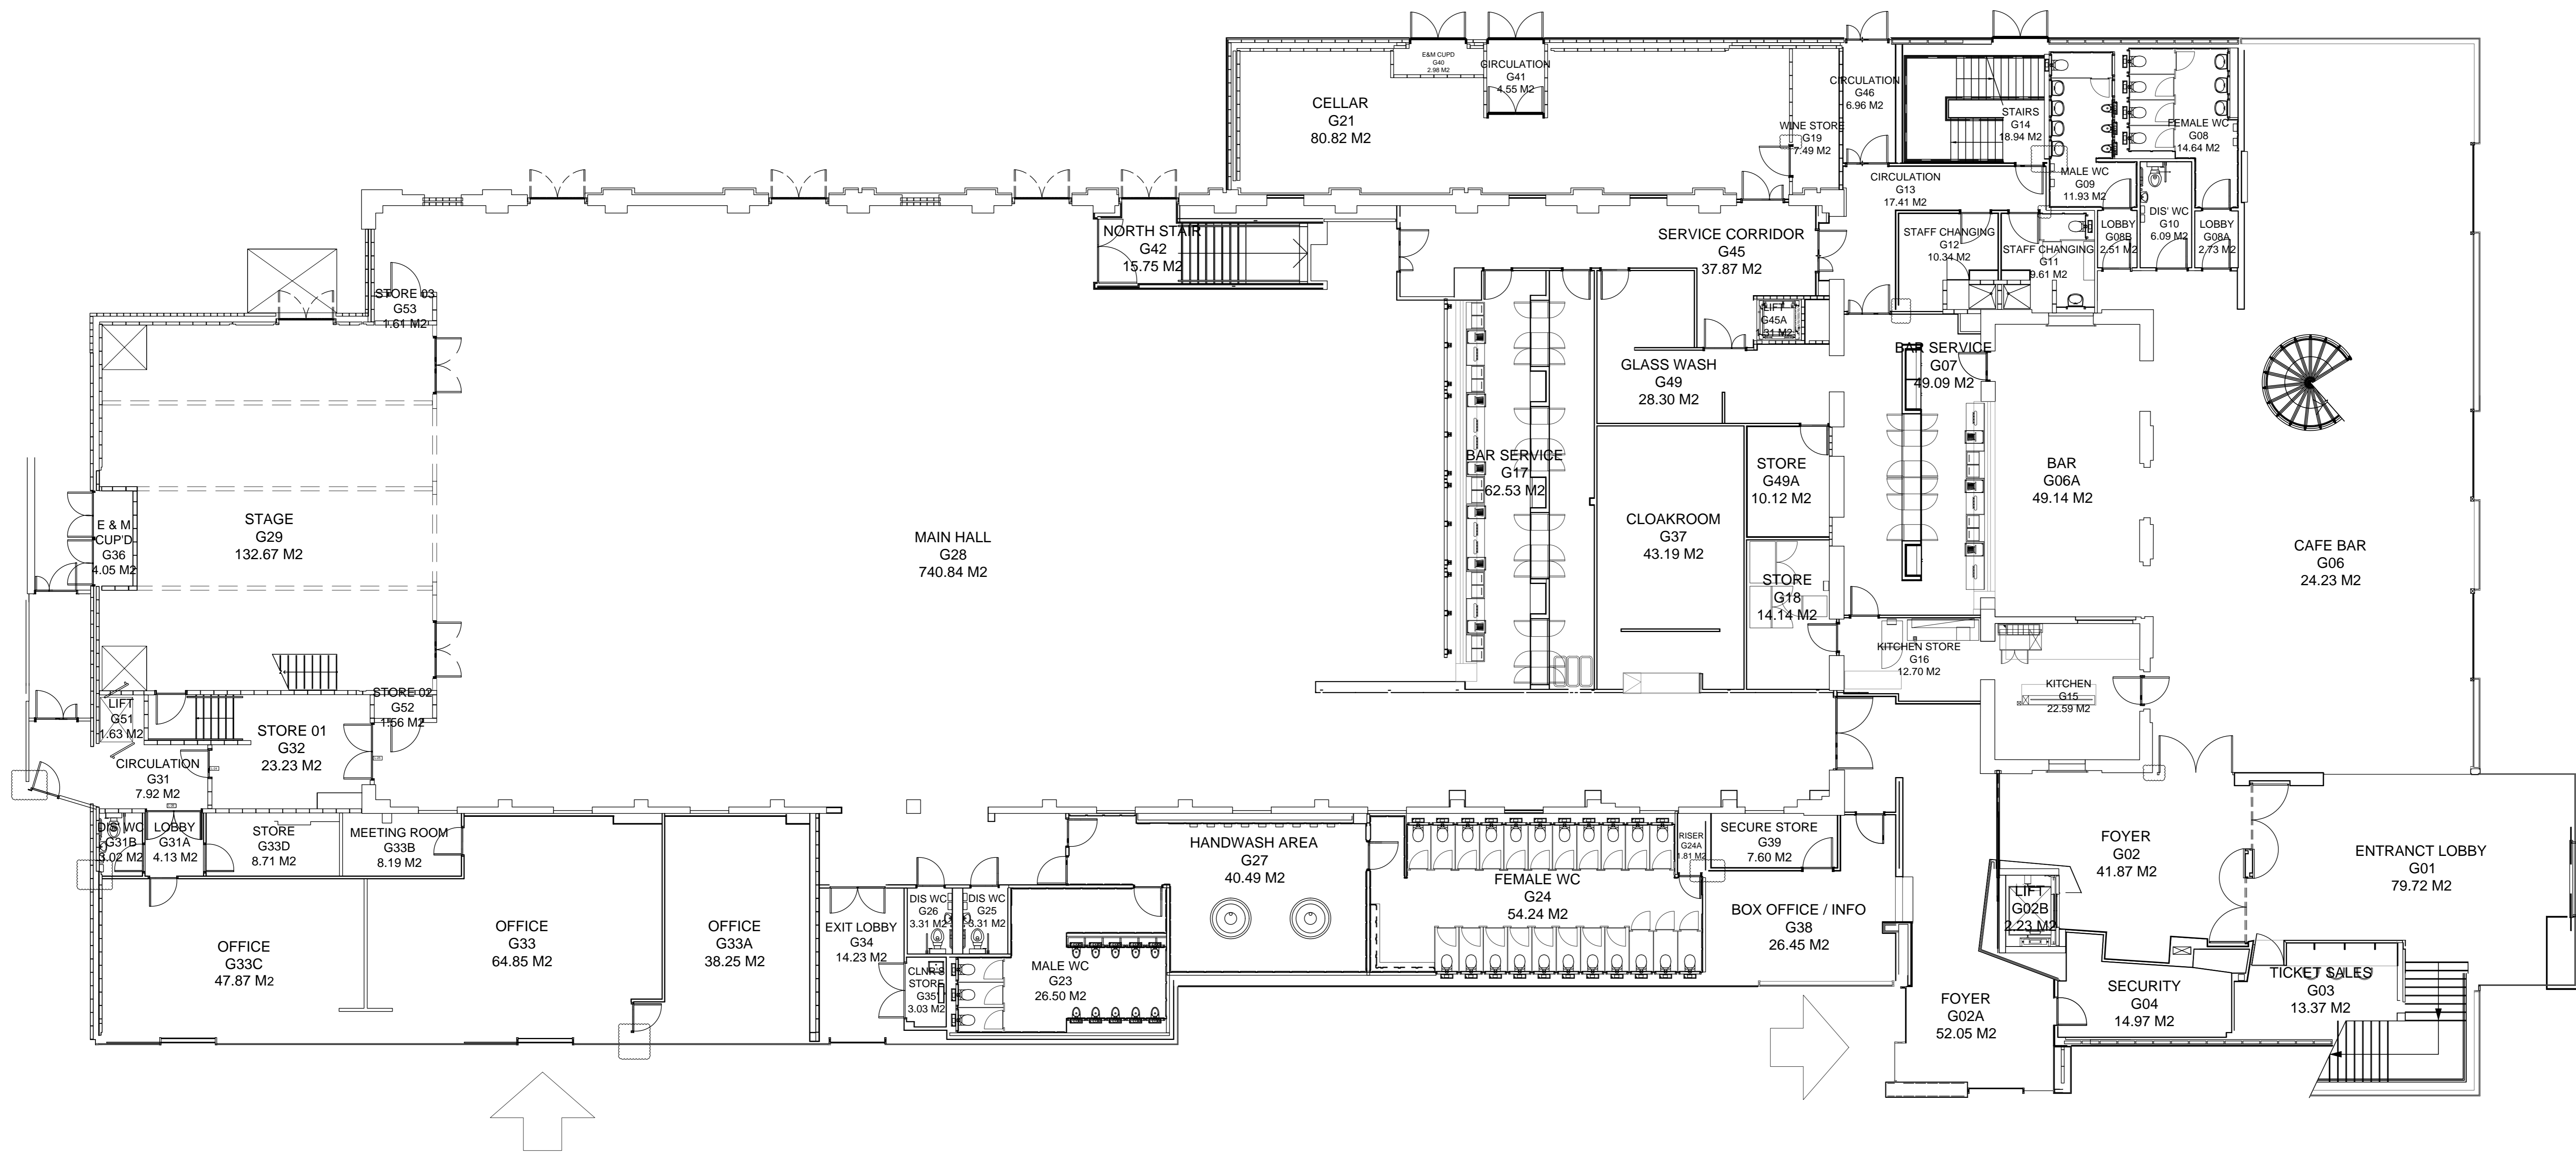 E&M CUPD
G40
2.98 M2
CIRCULATION
G41
4.55 M2
CELLAR
G21
80.82 M2
WINE STORE
G19
7.49 M2
CIRCULATION
G46
6.96 M2
STAIRS
G14
18.94 M2
FEMALE WC
G08
14.64 M2
MALE WC
G09
11.93 M2
CIRCULATION
G13
17.41 M2
DIS' WC
G10
6.09 M2
LOBBY
G08B
2.51 M2
LOBBY
G08A
2.73 M2
STAFF CHANGING
G12
10.34 M2
STAFF CHANGING
G11
9.61 M2
NORTH STAIR
G42
15.75 M2
SERVICE CORRIDOR
G45
37.87 M2
LIFT
G45A
1.31 M2
STORE 03
G53
1.61 M2
GLASS WASH
G49
28.30 M2
BAR SERVICE
G07
49.09 M2
BAR SERVICE
G17
62.53 M2
STORE
G49A
10.12 M2
BAR
G06A
49.14 M2
STAGE
G29
132.67 M2
E & M
CUP'D
G36
4.05 M2
MAIN HALL
G28
740.84 M2
CLOAKROOM
G37
43.19 M2
CAFE BAR
G06
24.23 M2
STORE
G18
14.14 M2
KITCHEN STORE
G16
12.70 M2
KITCHEN
G15
22.59 M2
LIFT
G51
1.63 M2
STORE 02
G52
1.56 M2
STORE 01
G32
23.23 M2
CIRCULATION
G31
7.92 M2
DIS' WC
G31B
3.02 M2
LOBBY
G31A
4.13 M2
STORE
G33D
8.71 M2
MEETING ROOM
G33B
8.19 M2
HANDWASH AREA
G27
40.49 M2
RISER
G24A
1.81 M2
SECURE STORE
G39
7.60 M2
FOYER
G02
41.87 M2
ENTRANCT LOBBY
G01
79.72 M2
FEMALE WC
G24
54.24 M2
LIFT
G02B
2.23 M2
BOX OFFICE / INFO
G38
26.45 M2
DIS WC
G26
3.31 M2
DIS WC
G25
3.31 M2
OFFICE
G33C
47.87 M2
OFFICE
G33
64.85 M2
OFFICE
G33A
38.25 M2
EXIT LOBBY
G34
14.23 M2
CLNR'S
STORE
G35
3.03 M2
MALE WC
G23
26.50 M2
TICKET SALES
G03
13.37 M2
SECURITY
G04
14.97 M2
FOYER
G02A
52.05 M2